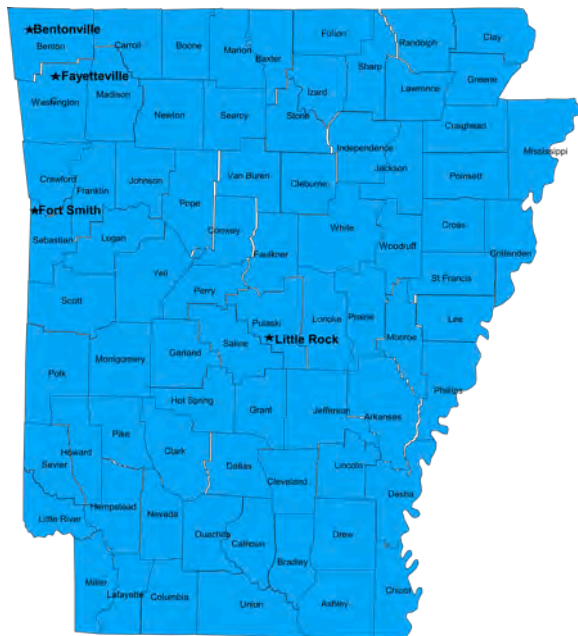 ★Bentonville
Benton
Carroll
Boone
Marion
Baxter
Fulton
Randolph
Clay
★Fayetteville
Washington
Madison
Newton
Searcy
Stone
Izard
Sharp
Lawrence
Greene
Craighead
Mississippi
Independence
Jackson
Poinsett
Crawford
Franklin
Johnson
Pope
Van Buren
Cleburne
★Fort Smith
Sebastian
Logan
Yell
Conway
Faulkner
White
Woodruff
Cross
Crittenden
St Francis
Scott
Perry
Pulaski
Lonoke
Prairie
Monroe
Lee
★Little Rock
Polk
Montgomery
Garland
Saline
Phillips
Hot Spring
Grant
Jefferson
Arkansas
Pike
Howard
Sevier
Clark
Dallas
Cleveland
Lincoln
Desha
Little River
Hempstead
Nevada
Ouachita
Calhoun
Bradley
Drew
Miller
Lafayette
Columbia
Union
Ashley
Chicot